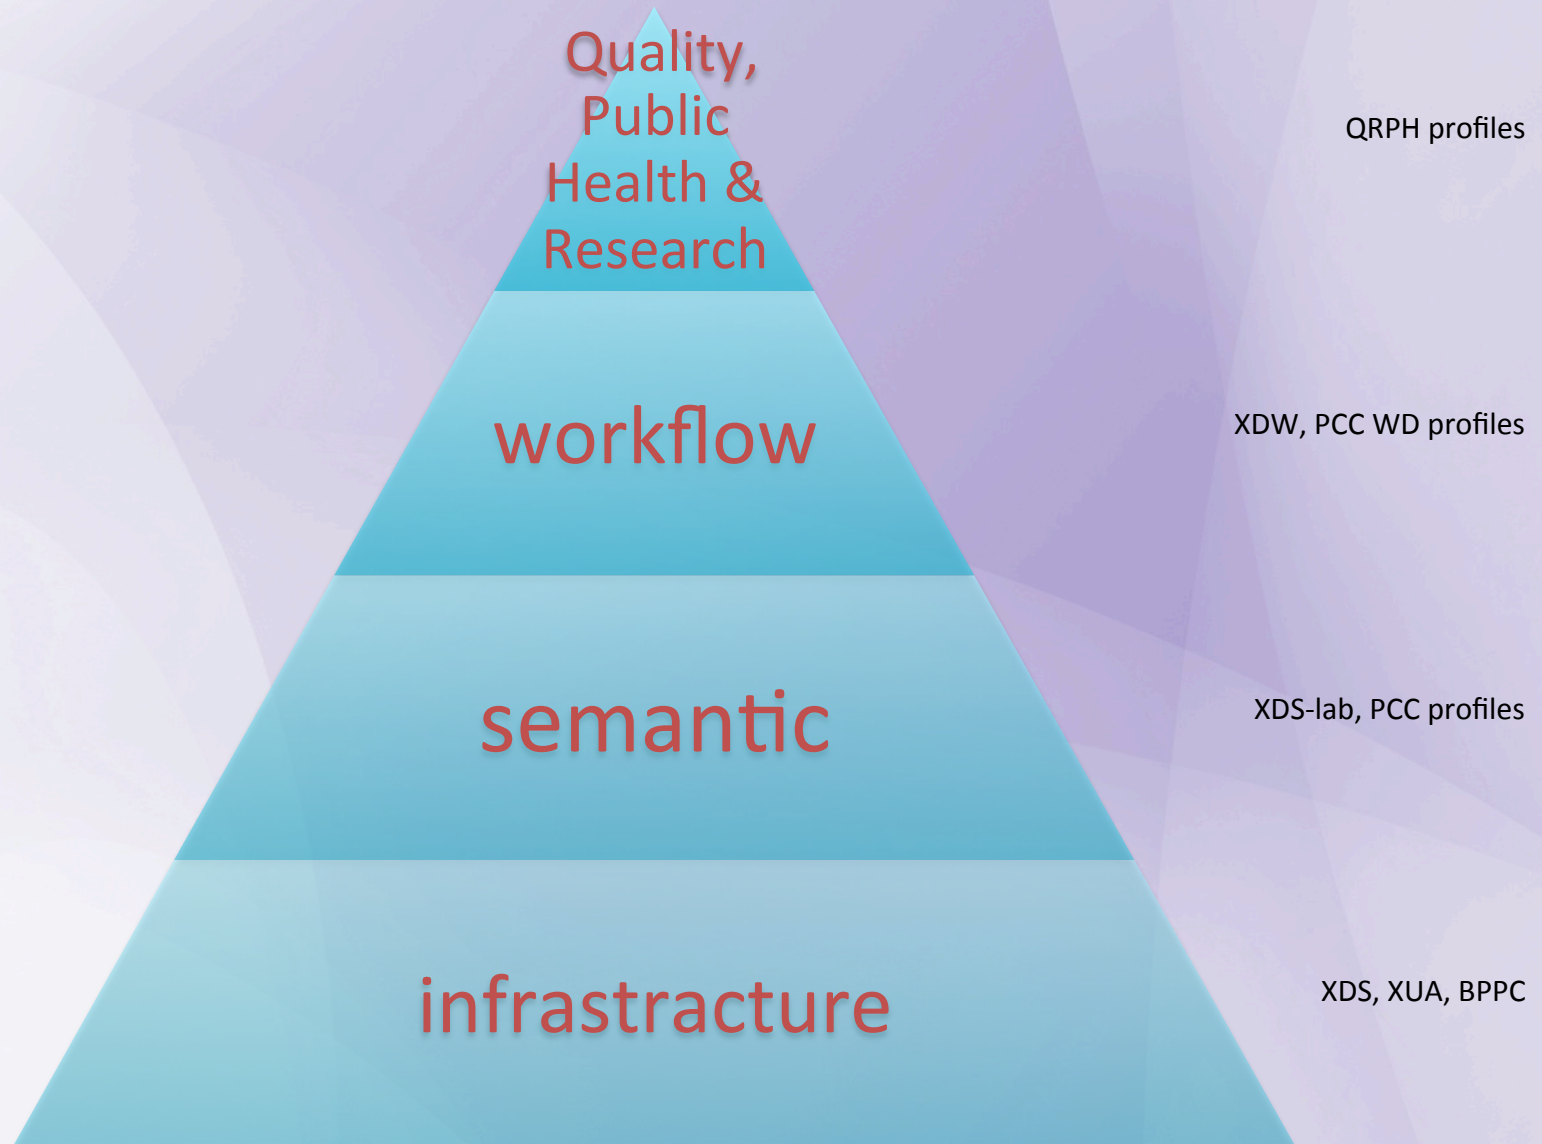 Quality,
Public
Health &
Research
QRPH profiles
workflow
XDW, PCC WD profiles
semantic
XDS-lab, PCC profiles
infrastracture
XDS, XUA, BPPC